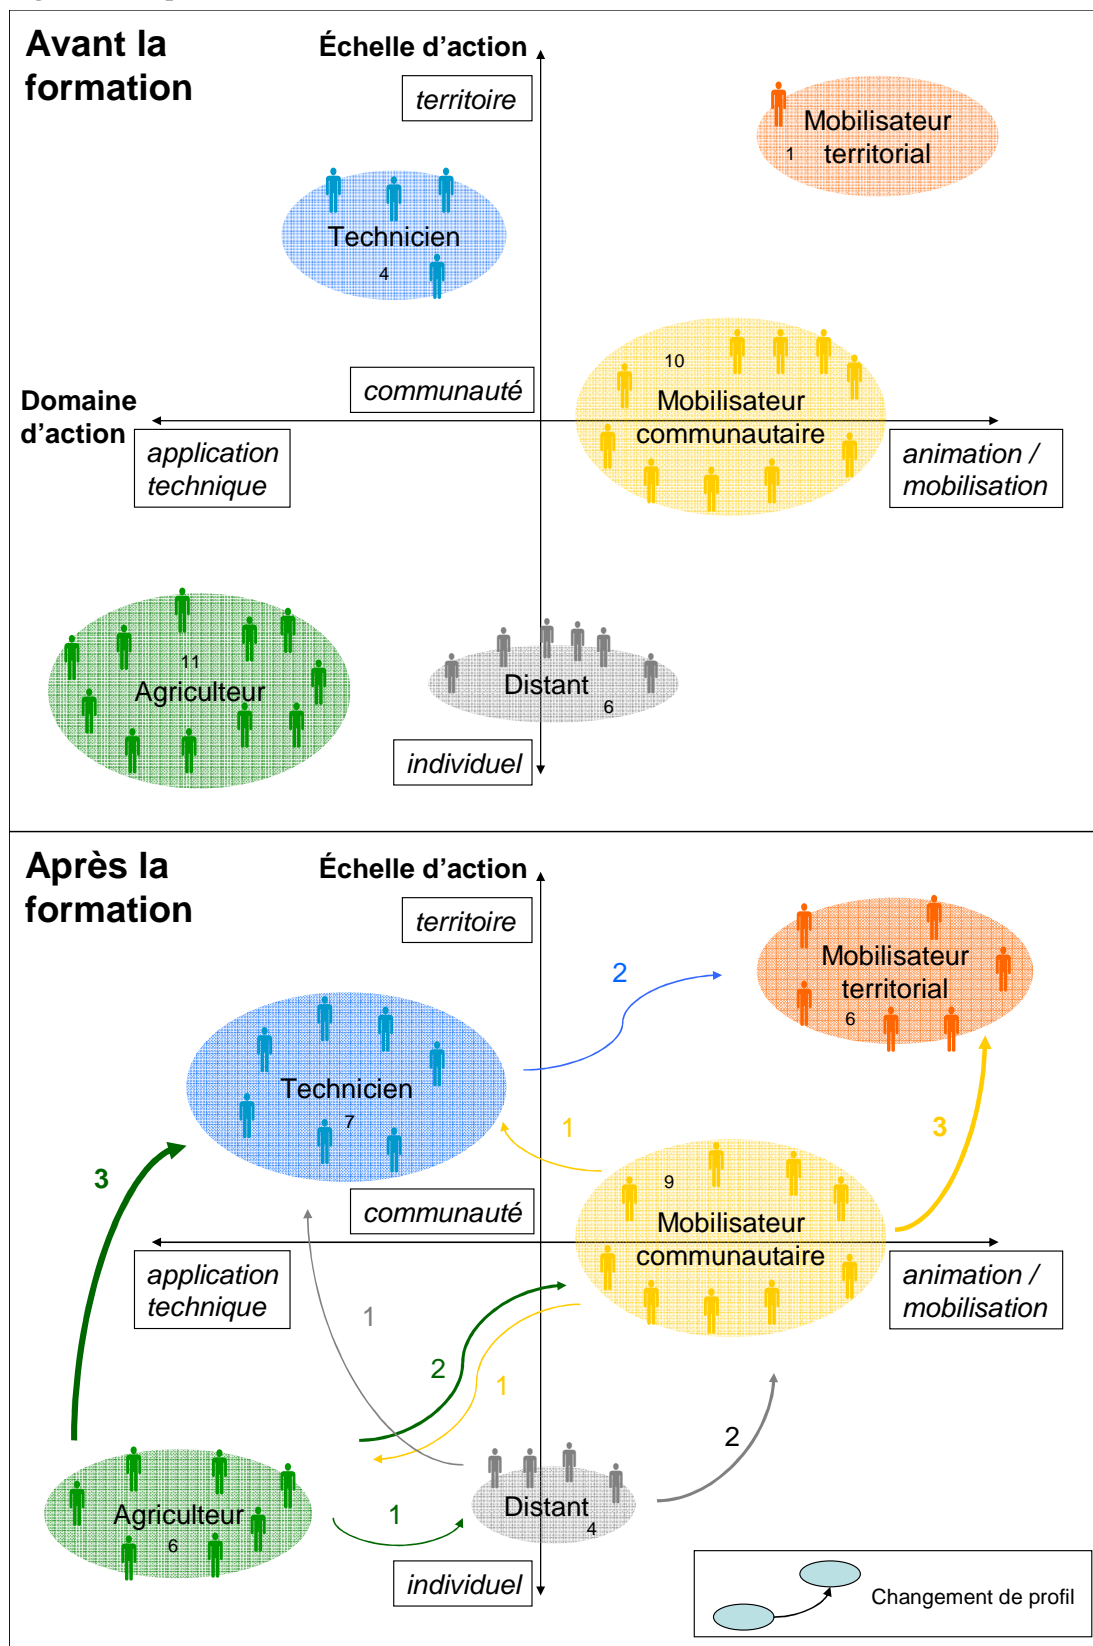 Avant la
formation
Échelle d’action
territoire
Mobilisateur
territorial
1
Technicien
4
10
communauté
Mobilisateur
communautaire
Domaine
d’action
application
technique
animation /
mobilisation
11
Agriculteur
Distant
6
individuel
Après la
formation
Échelle d’action
territoire
2
Mobilisateur
territorial
6
Technicien
7
1
3
3
9
communauté
Mobilisateur
communautaire
application
technique
animation /
mobilisation
1
2
1
2
Agriculteur
6
1
Distant
4
individuel
Changement de profil